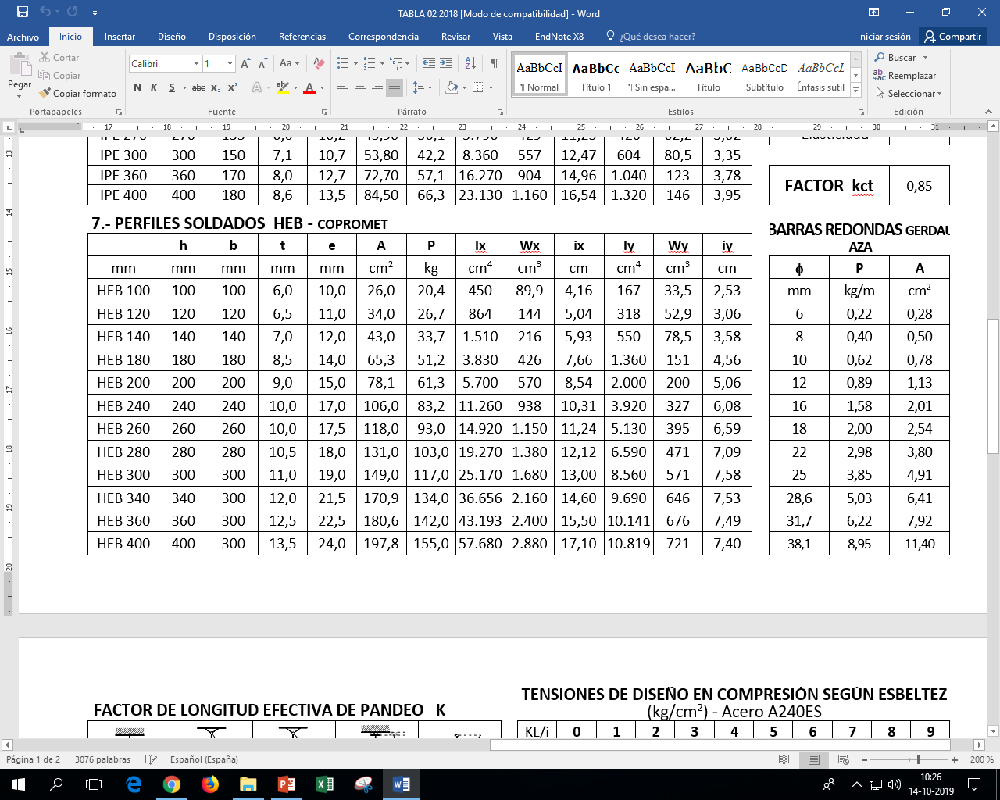 TABLA 02 2018 [Modo de compatibilidad] - Word
Archivo Inicio Insertar Diseño Disposición Referencias Correspondencia Revisar Vista EndNote X8 ¿Qué desea hacer? Iniciar sesión Compartir
Pegar
Cortar
Copiar
Copiar formato
Portapapeles
Calibri 1
N K S abc x₂ x²
Fuente
Párrafo
AaBbCcI AaBbCc AaBbCcI AaBbC AaBbCcD AaBbCcI
¶ Normal Título 1 ¶ Sin espa... Título Subtítulo Énfasis sutil
Estilos
Buscar
Reemplazar
Seleccionar
Edición
17 18 19 20 21 22 23 24 25 26 27 28 29 30 31
13 14 15 16 17 18 19 20
IPE 300 300 150 7,1 10,7 53,80 42,2 8.360 557 12,47 604 80,5 3,35
IPE 360 360 170 8,0 12,7 72,70 57,1 16.270 904 14,96 1.040 123 3,78
IPE 400 400 180 8,6 13,5 84,50 66,3 23.130 1.160 16,54 1.320 146 3,95
FACTOR kct 0,85
7.- PERFILES SOLDADOS HEB - COPROMET
h b t e A P Ix Wx ix Iy Wy iy
mm mm mm mm mm cm² kg cm⁴ cm³ cm cm⁴ cm³ cm
HEB 100 100 100 6,0 10,0 26,0 20,4 450 89,9 4,16 167 33,5 2,53
HEB 120 120 120 6,5 11,0 34,0 26,7 864 144 5,04 318 52,9 3,06
HEB 140 140 140 7,0 12,0 43,0 33,7 1.510 216 5,93 550 78,5 3,58
HEB 180 180 180 8,5 14,0 65,3 51,2 3.830 426 7,66 1.360 151 4,56
HEB 200 200 200 9,0 15,0 78,1 61,3 5.700 570 8,54 2.000 200 5,06
HEB 240 240 240 10,0 17,0 106,0 83,2 11.260 938 10,31 3.920 327 6,08
HEB 260 260 260 10,0 17,5 118,0 93,0 14.920 1.150 11,24 5.130 395 6,59
HEB 280 280 280 10,5 18,0 131,0 103,0 19.270 1.380 12,12 6.590 471 7,09
HEB 300 300 300 11,0 19,0 149,0 117,0 25.170 1.680 13,00 8.560 571 7,58
HEB 340 340 300 12,0 21,5 170,9 134,0 36.656 2.160 14,60 9.690 646 7,53
HEB 360 360 300 12,5 22,5 180,6 142,0 43.193 2.400 15,50 10.141 676 7,49
HEB 400 400 300 13,5 24,0 197,8 155,0 57.680 2.880 17,10 10.819 721 7,40
BARRAS REDONDAS GERDAU
AZA
ϕ P A
mm kg/m cm²
6 0,22 0,28
8 0,40 0,50
10 0,62 0,78
12 0,89 1,13
16 1,58 2,01
18 2,00 2,54
22 2,98 3,80
25 3,85 4,91
28,6 5,03 6,41
31,7 6,22 7,92
38,1 8,95 11,40
FACTOR DE LONGITUD EFECTIVA DE PANDEO K
TENSIONES DE DISEÑO EN COMPRESIÓN SEGÚN ESBELTEZ
(kg/cm²) - Acero A240ES
KL/i 0 1 2 3 4 5 6 7 8 9
Página 1 de 2 3076 palabras Español (España) 200 %
10:26
14-10-2019